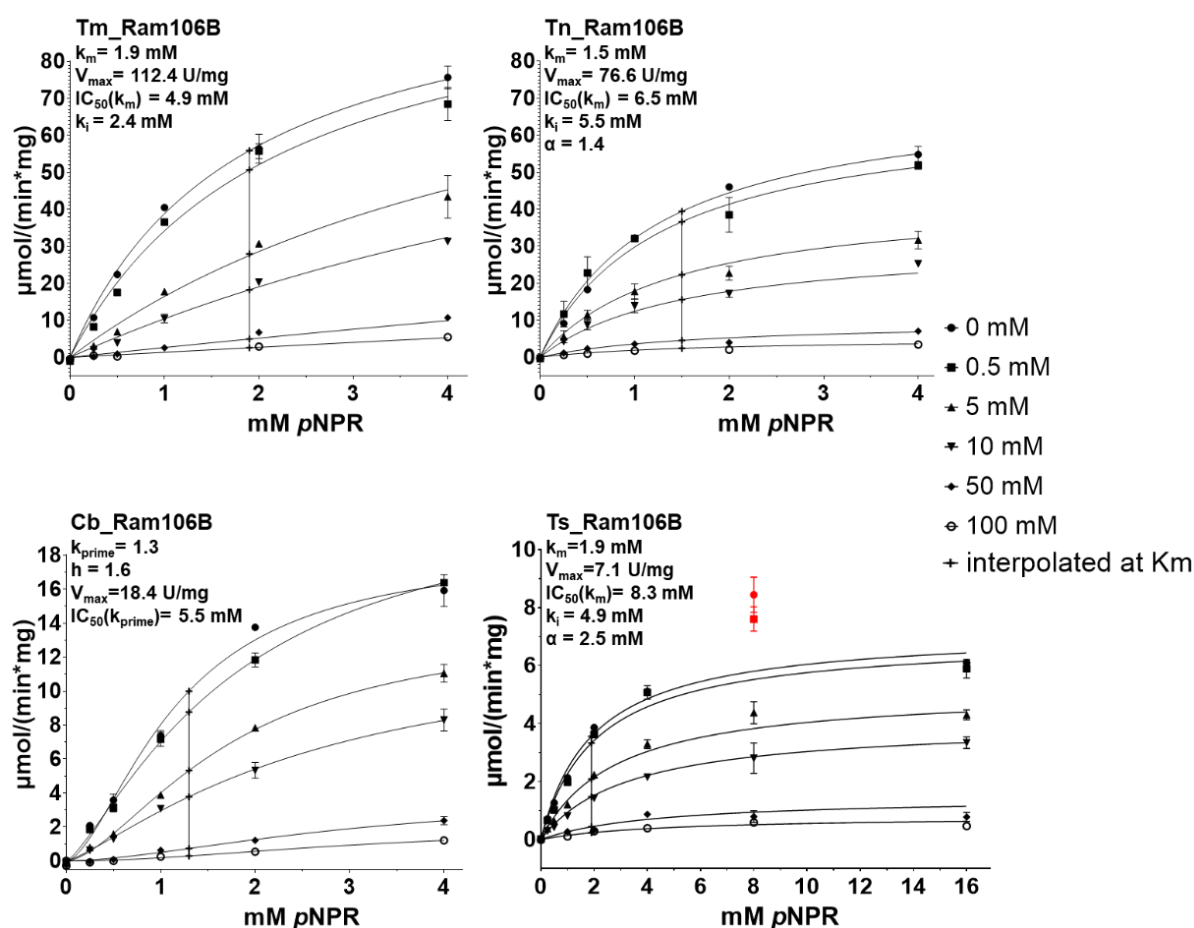 Tm_Ram106B
kₘ= 1.9 mM
Vₘₐₓ= 112.4 U/mg
IC₅₀(kₘ) = 4.9 mM
kᵢ = 2.4 mM
80
70
60
50
40
30
20
10
0
µmol/(min*mg)
0 1 2 3 4
mM pNPR
Tn_Ram106B
kₘ= 1.5 mM
Vₘₐₓ= 76.6 U/mg
IC₅₀(kₘ) = 6.5 mM
kᵢ = 5.5 mM
α = 1.4
80
70
60
50
40
30
20
10
0
µmol/(min*mg)
0 1 2 3 4
mM pNPR
0 mM
0.5 mM
5 mM
10 mM
50 mM
100 mM
interpolated at Km
Cb_Ram106B
k_prime= 1.3
h = 1.6
Vₘₐₓ=18.4 U/mg
IC₅₀(k_prime)= 5.5 mM
18
16
14
12
10
8
6
4
2
0
µmol/(min*mg)
0 1 2 3 4
mM pNPR
Ts_Ram106B
kₘ=1.9 mM
Vₘₐₓ=7.1 U/mg
IC₅₀(kₘ) = 8.3 mM
kᵢ = 4.9 mM
α = 2.5 mM
10
8
6
4
2
0
µmol/(min*mg)
0 2 4 6 8 10 12 14 16
mM pNPR